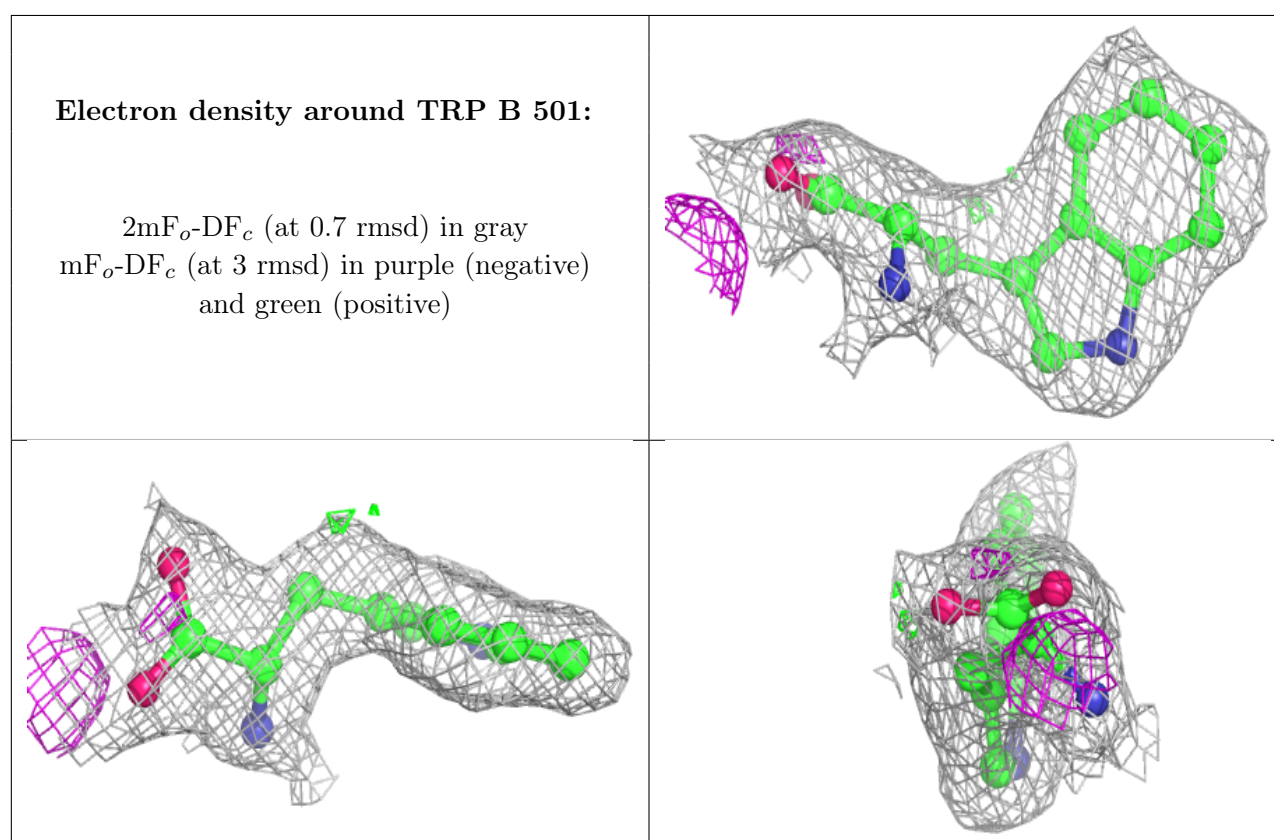 Electron density around TRP B 501:
2mFo-DFc (at 0.7 rmsd) in gray
mFo-DFc (at 3 rmsd) in purple (negative)
and green (positive)